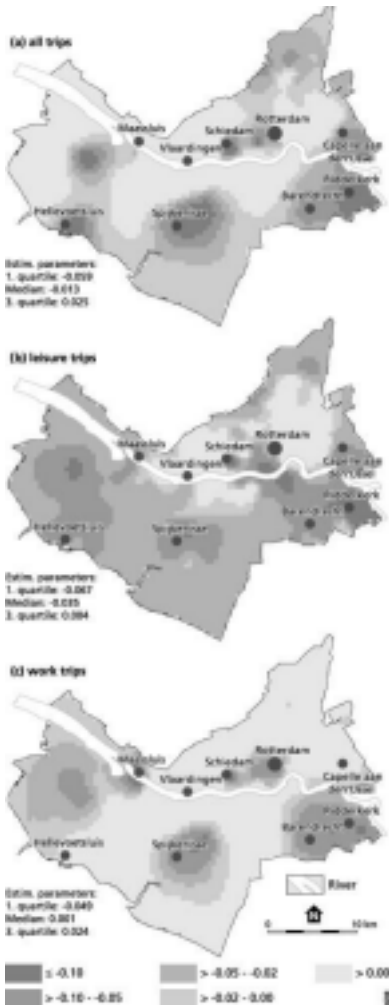 (a) all trips
Maassluis
Vlaardingen
Schiedam
Rotterdam
Capelle aan
den IJssel
Ridderkerk
Barendrecht
Hellevoetsluis
Spijkenisse
Estim. parameters:
1. quartile: -0.059
Median: -0.013
3. quartile: 0.025
(b) leisure trips
Maassluis
Vlaardingen
Schiedam
Rotterdam
Capelle aan
den IJssel
Ridderkerk
Barendrecht
Hellevoetsluis
Spijkenisse
Estim. parameters:
1. quartile: -0.067
Median: -0.035
3. quartile: 0.004
(c) work trips
Maassluis
Vlaardingen
Schiedam
Rotterdam
Capelle aan
den IJssel
Ridderkerk
Barendrecht
Hellevoetsluis
Spijkenisse
Estim. parameters:
1. quartile: -0.049
Median: 0.001
3. quartile: 0.024
River
N
0 10 km
≤ -0.10
> -0.05 - -0.02
> 0.00
> -0.10 - -0.05
> -0.02 - 0.00